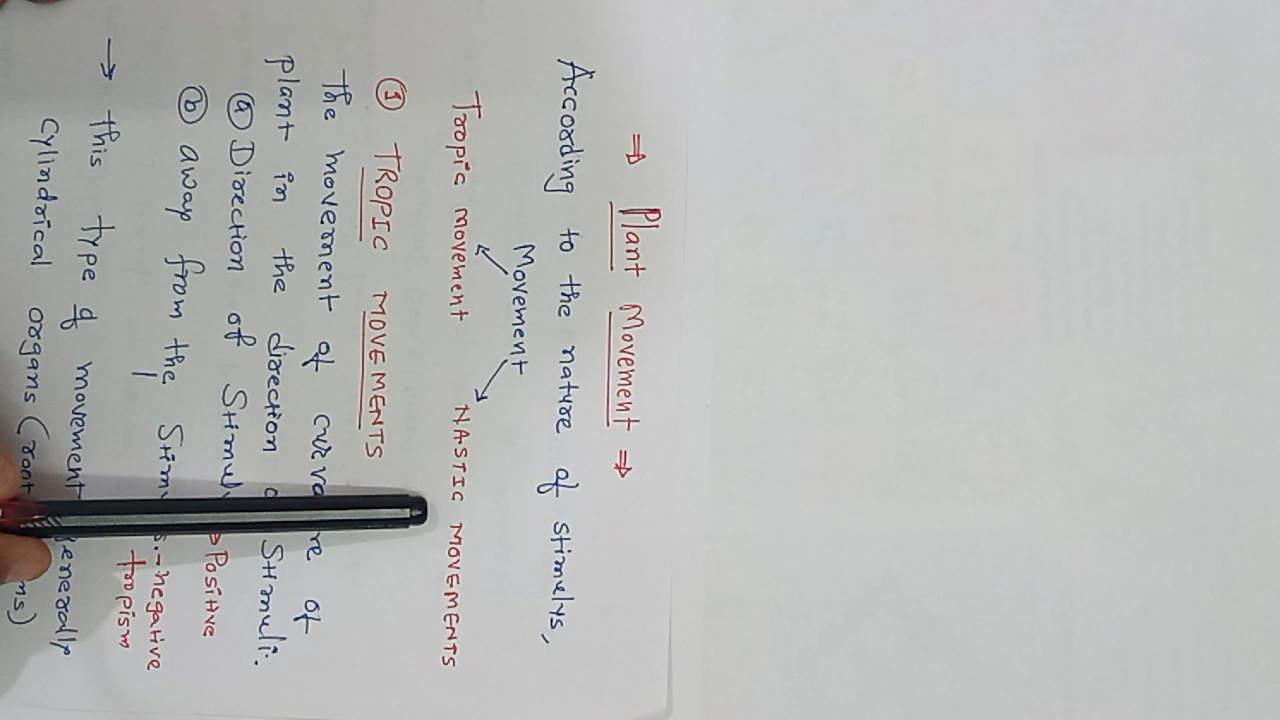 ⇒ Plant Movement ⇒
According to the nature of stimulys,
Movement
Tropic movement NASTIC MOVEMENTS
① TROPIC MOVEMENTS
The movement of of
plant in the direction Stimuli.
ⓐ Direction of Positive
ⓑ away from the negative
tropism
→ this type of movement
cylindrical organs